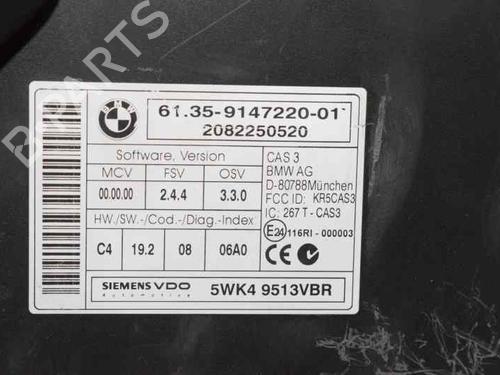 B-PARTS
BMW
61.35-9147220-01
2082250520
Software, Version
MCV FSV OSV
00.00.00 2.4.4 3.3.0
HW./SW.-/Cod.-/Diag.-Index
C4 19.2 08 06A0
CAS 3
BMW AG
D-80788München
FCC ID: KR5CAS3
IC: 267 T - CAS3
E24 116RI - 000003
CE
SIEMENS VDO
Automotive
5WK4 9513VBR